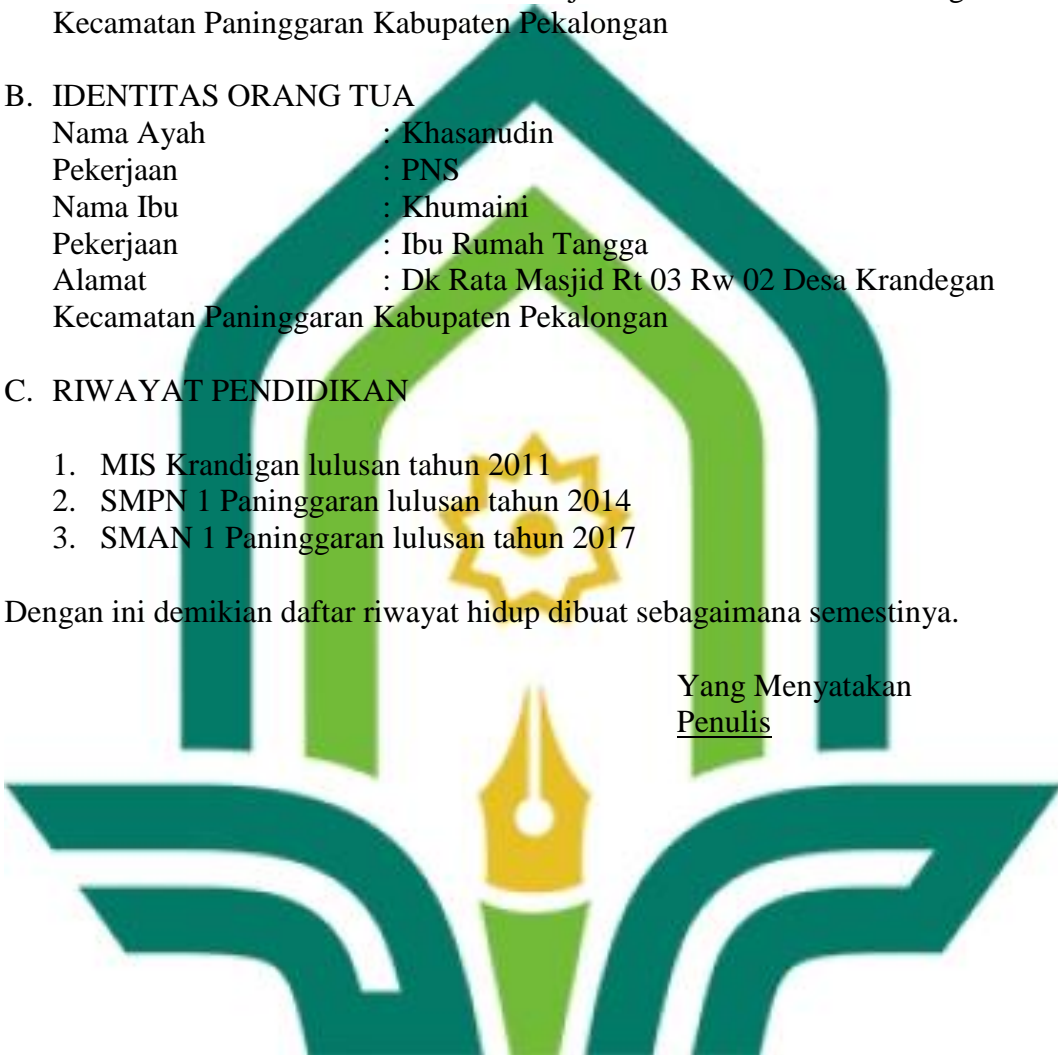 Kecamatan Paninggaran Kabupaten Pekalongan
B. IDENTITAS ORANG TUA
Nama Ayah : Khasanudin
Pekerjaan : PNS
Nama Ibu : Khumaini
Pekerjaan : Ibu Rumah Tangga
Alamat : Dk Rata Masjid Rt 03 Rw 02 Desa Krandegan
Kecamatan Paninggaran Kabupaten Pekalongan
C. RIWAYAT PENDIDIKAN
1. MIS Krandigan lulusan tahun 2011
2. SMPN 1 Paninggaran lulusan tahun 2014
3. SMAN 1 Paninggaran lulusan tahun 2017
Dengan ini demikian daftar riwayat hidup dibuat sebagaimana semestinya.
Yang Menyatakan
Penulis